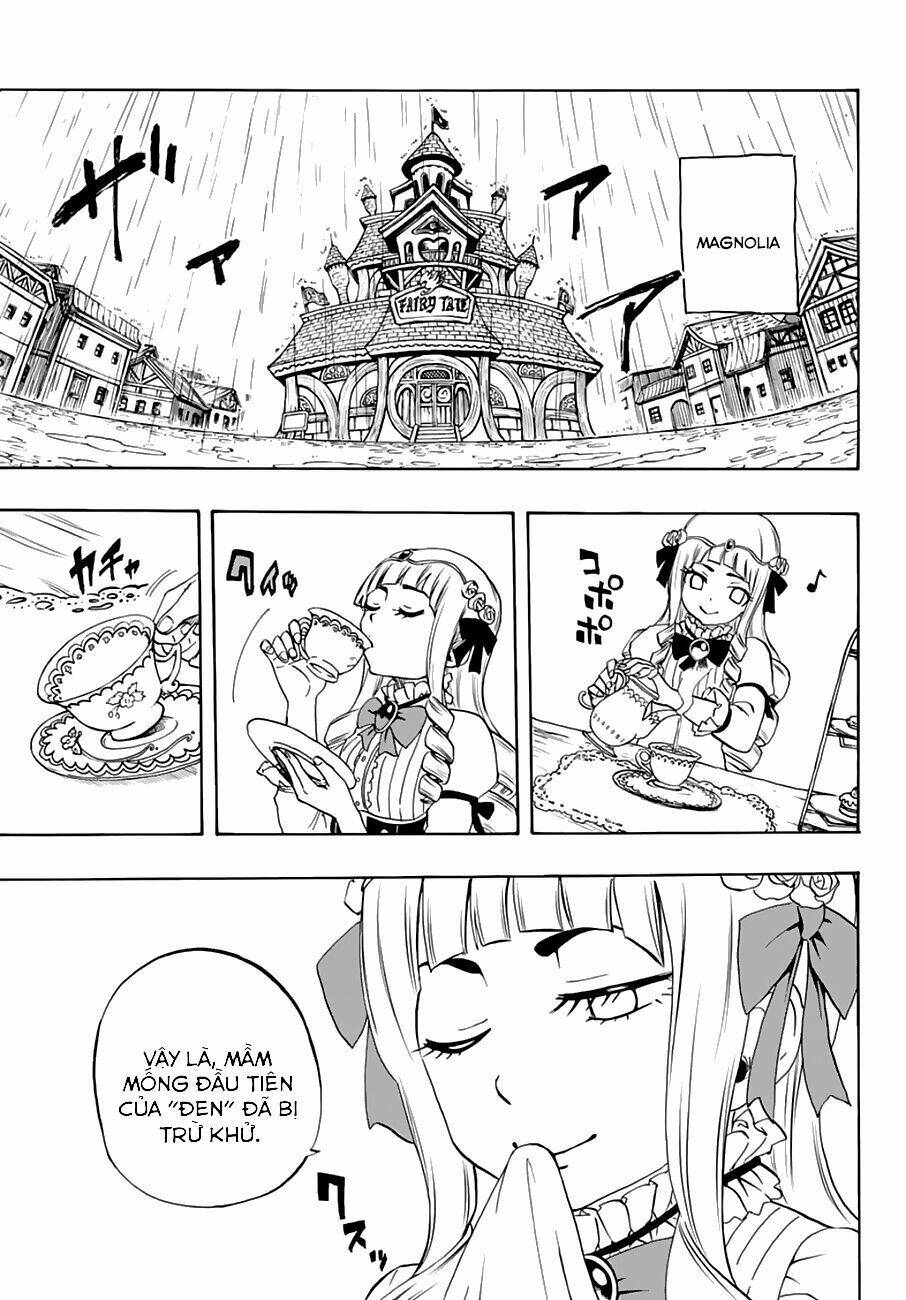 MAGNOLIA
ザァァァ
FAIRY TAIL
コポポポ
♪
クイッ
カチャ
VẬY LÀ, MẦM
MỐNG ĐẦU TIÊN
CỦA “ĐEN” ĐÃ BỊ
TRỪ KHỬ.
クスッ